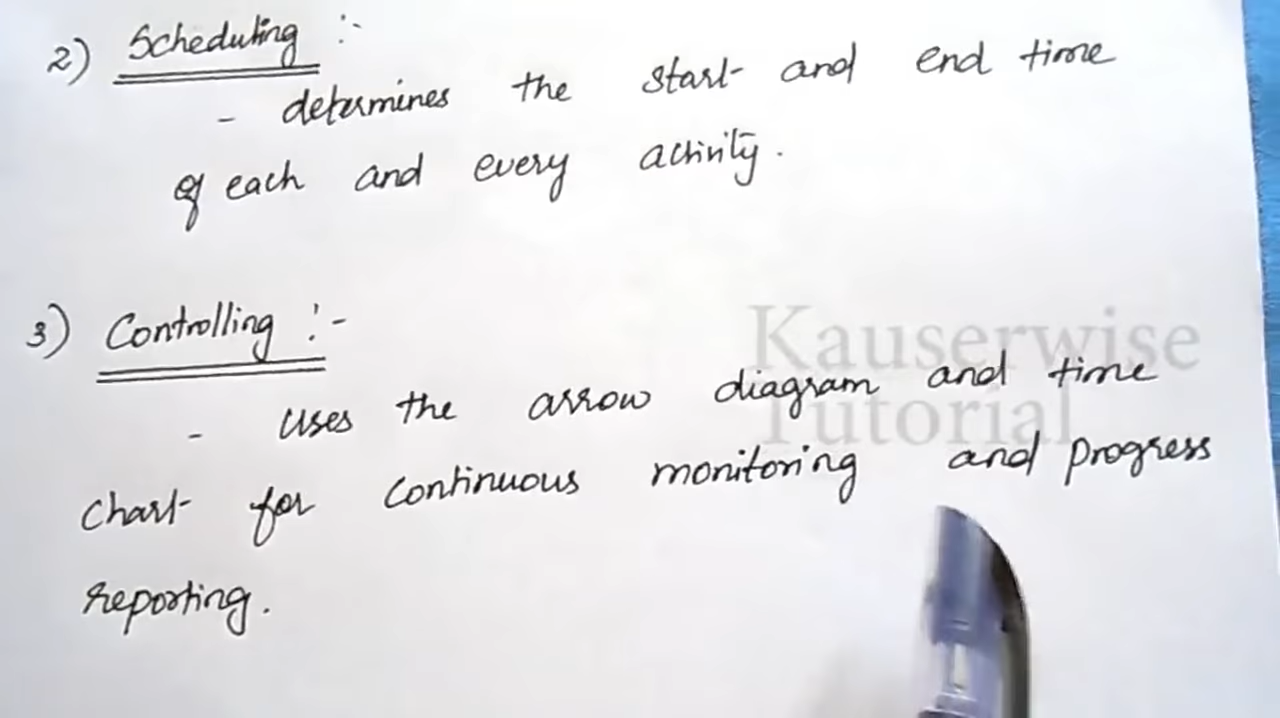 2) Scheduling :-
- determines the start and end time
of each and every activity.
3) Controlling :-
Kauserwise
Tutorial
- uses the arrow diagram and time
chart for continuous monitoring and progress
reporting.